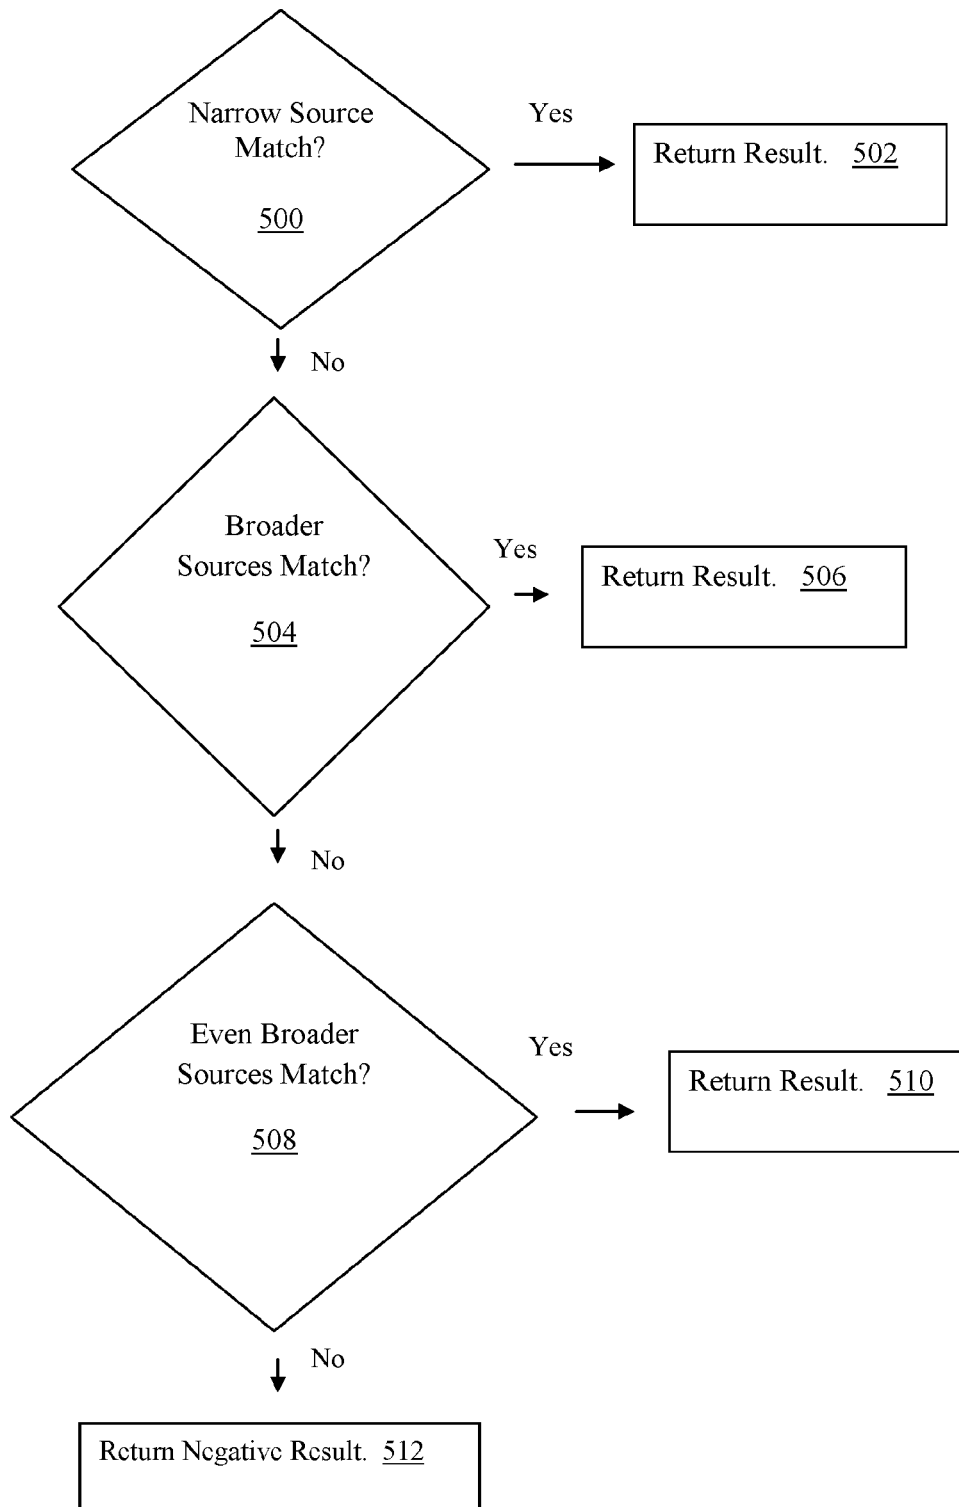 Narrow Source
Match?
500
Yes
Return Result. 502
No
Broader
Sources Match?
504
Yes
Return Result. 506
No
Even Broader
Sources Match?
508
Yes
Return Result. 510
No
Return Negative Result. 512